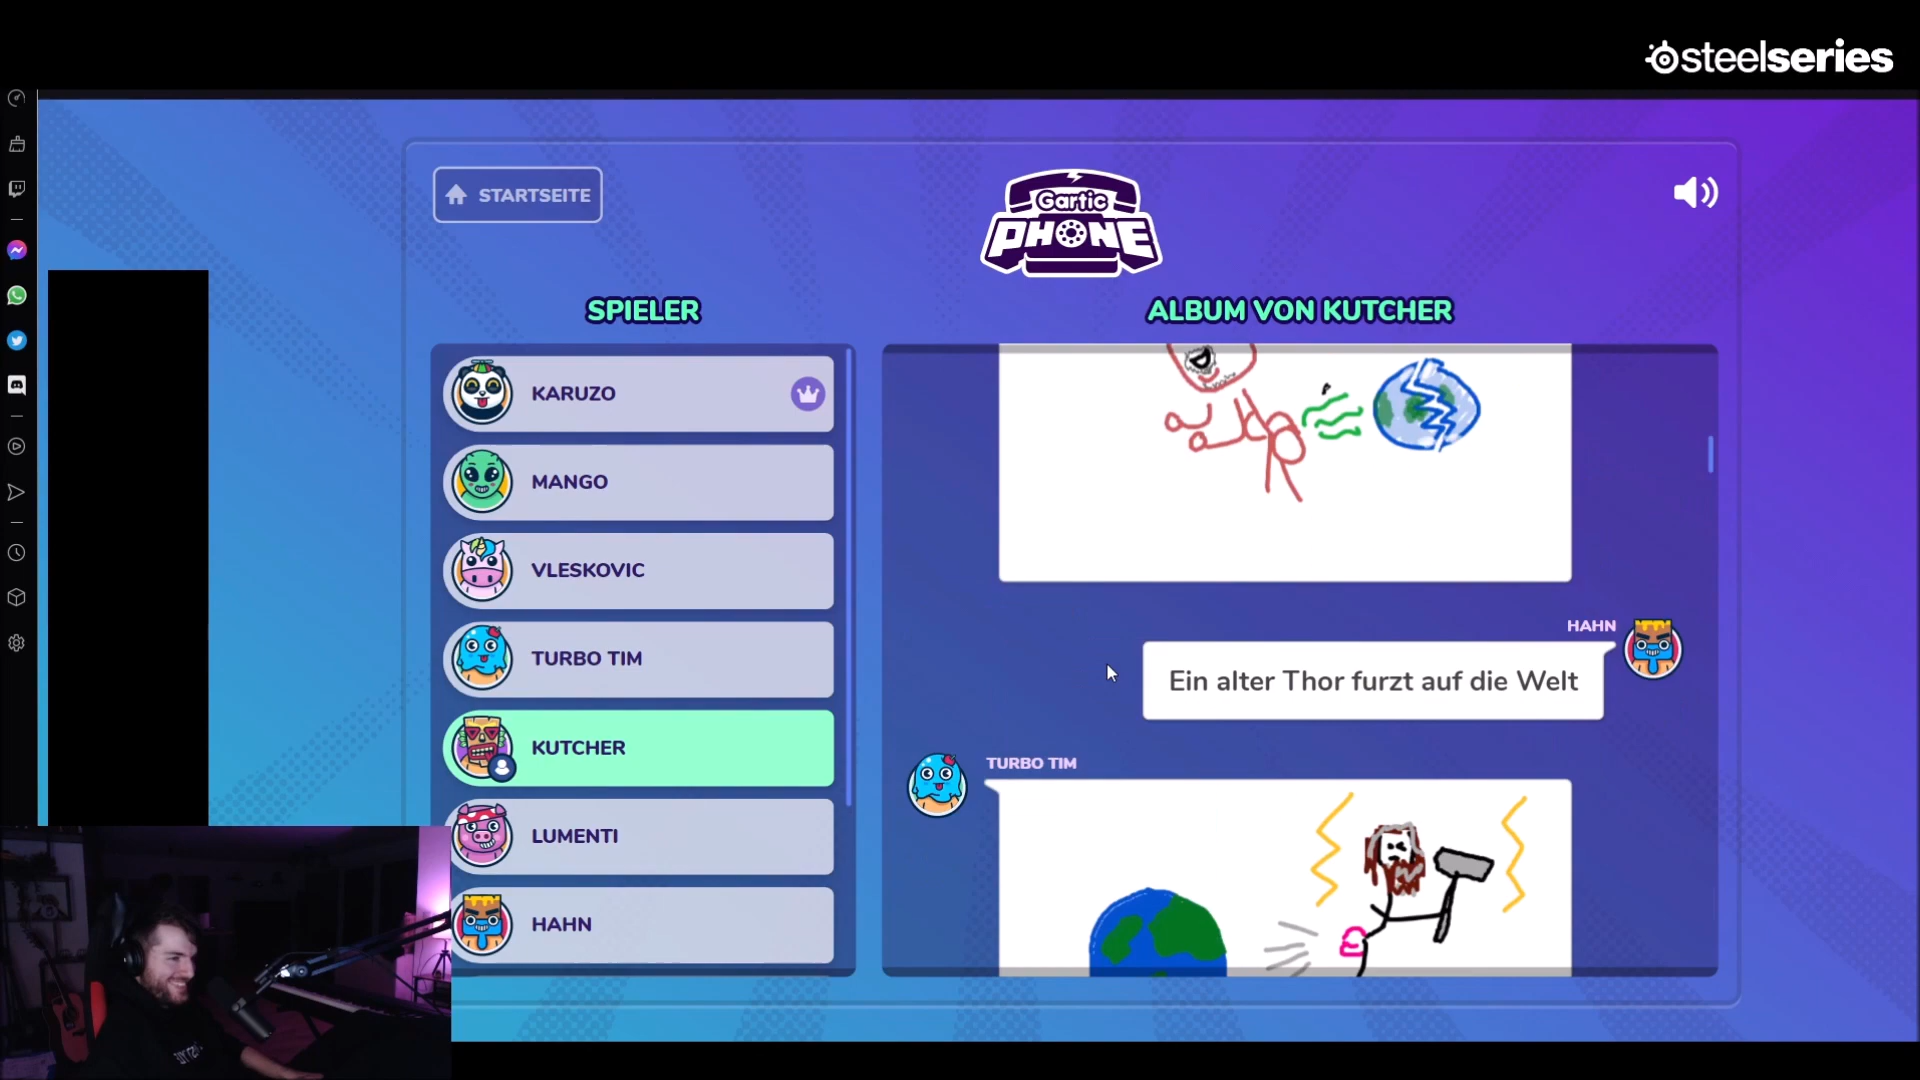 steelseries
STARTSEITE
Gartic
PHONE
SPIELER
ALBUM VON KUTCHER
KARUZO
MANGO
VLESKOVIC
TURBO TIM
KUTCHER
LUMENTI
HAHN
HAHN
Ein alter Thor furzt auf die Welt
TURBO TIM